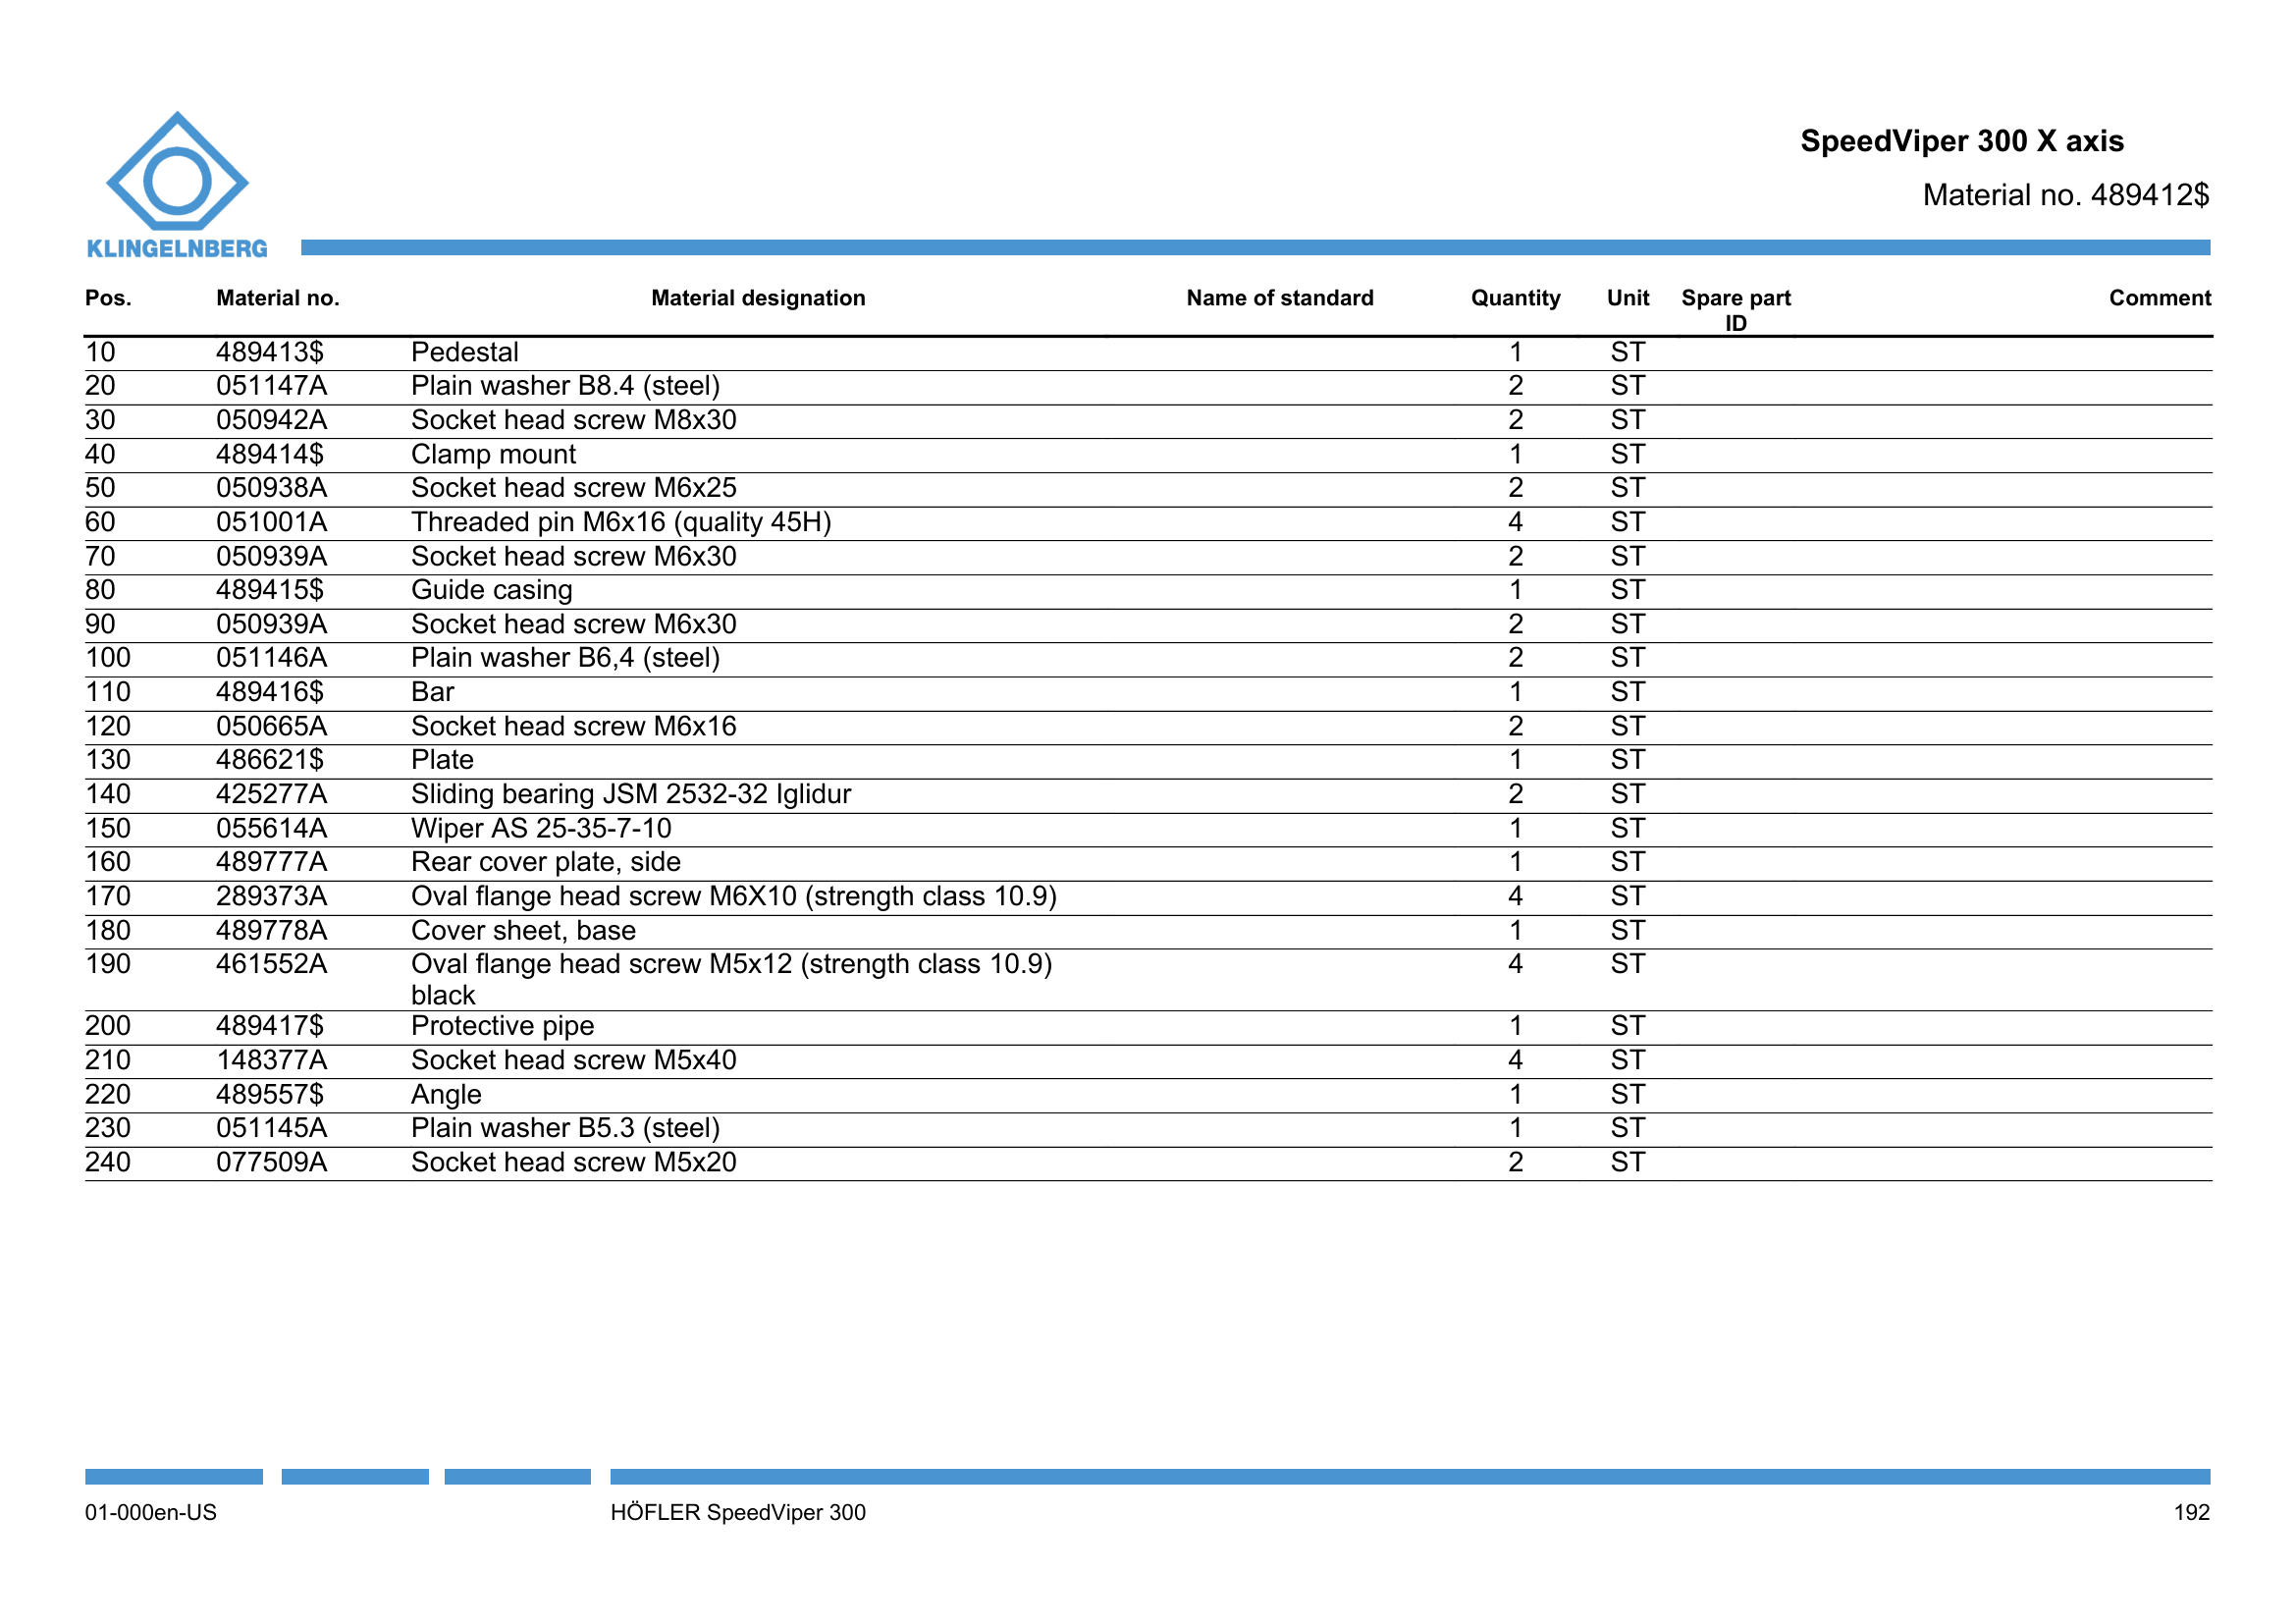 KLINGELNBERG
SpeedViper 300 X axis
Material no. 489412$
Pos. Material no. Material designation Name of standard Quantity Unit Spare part ID Comment
10 489413$ Pedestal 1 ST
20 051147A Plain washer B8.4 (steel) 2 ST
30 050942A Socket head screw M8x30 2 ST
40 489414$ Clamp mount 1 ST
50 050938A Socket head screw M6x25 2 ST
60 051001A Threaded pin M6x16 (quality 45H) 4 ST
70 050939A Socket head screw M6x30 2 ST
80 489415$ Guide casing 1 ST
90 050939A Socket head screw M6x30 2 ST
100 051146A Plain washer B6,4 (steel) 2 ST
110 489416$ Bar 1 ST
120 050665A Socket head screw M6x16 2 ST
130 486621$ Plate 1 ST
140 425277A Sliding bearing JSM 2532-32 Iglidur 2 ST
150 055614A Wiper AS 25-35-7-10 1 ST
160 489777A Rear cover plate, side 1 ST
170 289373A Oval flange head screw M6X10 (strength class 10.9) 4 ST
180 489778A Cover sheet, base 1 ST
190 461552A Oval flange head screw M5x12 (strength class 10.9) 4 ST
black
200 489417$ Protective pipe 1 ST
210 148377A Socket head screw M5x40 4 ST
220 489557$ Angle 1 ST
230 051145A Plain washer B5.3 (steel) 1 ST
240 077509A Socket head screw M5x20 2 ST
01-000en-US HÖFLER SpeedViper 300 192